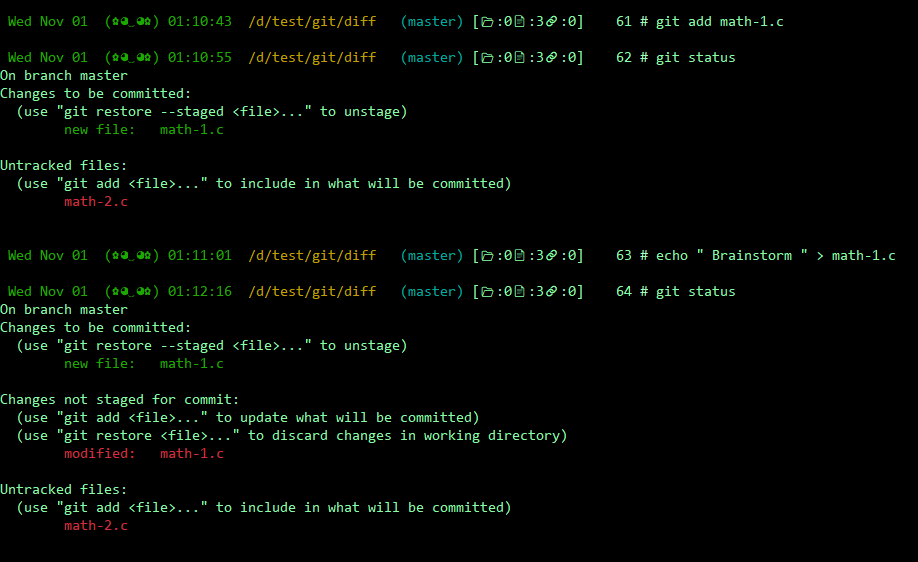 Wed Nov 01 (✿◕‿◕✿) 01:10:43 /d/test/git/diff (master) [🗁:0🗎:3🔗:0] 61 # git add math-1.c
Wed Nov 01 (✿◕‿◕✿) 01:10:55 /d/test/git/diff (master) [🗁:0🗎:3🔗:0] 62 # git status
On branch master
Changes to be committed:
(use "git restore --staged <file>..." to unstage)
new file: math-1.c
Untracked files:
(use "git add <file>..." to include in what will be committed)
math-2.c
Wed Nov 01 (✿◕‿◕✿) 01:11:01 /d/test/git/diff (master) [🗁:0🗎:3🔗:0] 63 # echo " Brainstorm " > math-1.c
Wed Nov 01 (✿◕‿◕✿) 01:12:16 /d/test/git/diff (master) [🗁:0🗎:3🔗:0] 64 # git status
On branch master
Changes to be committed:
(use "git restore --staged <file>..." to unstage)
new file: math-1.c
Changes not staged for commit:
(use "git add <file>..." to update what will be committed)
(use "git restore <file>..." to discard changes in working directory)
modified: math-1.c
Untracked files:
(use "git add <file>..." to include in what will be committed)
math-2.c